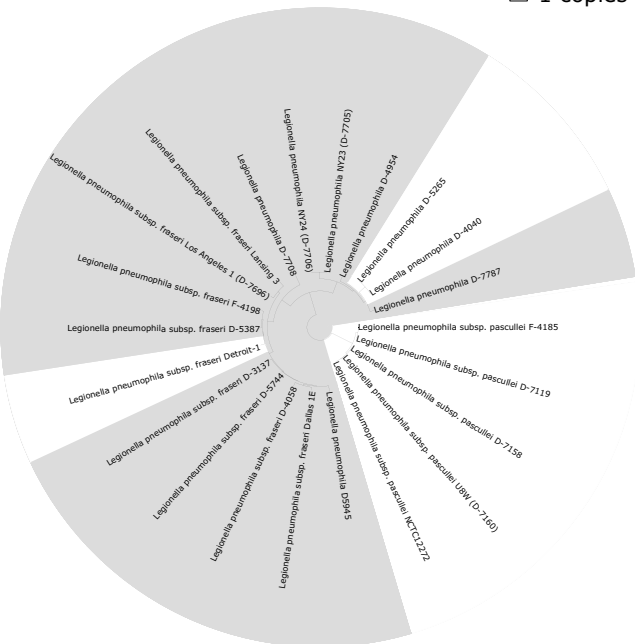 1 copies
Legionella pneumophila D-4954
Legionella pneumophila NY23 (D-7705)
Legionella pneumophila NY24 (D-7706)
Legionella pneumophila D-7708
Legionella pneumophila subsp. fraseri Lansing 3
Legionella pneumophila subsp. fraseri Los Angeles 1 (D-7696)
Legionella pneumophila subsp. fraseri F-4198
Legionella pneumophila subsp. fraseri D-5387
Legionella pneumophila subsp. fraseri Detroit-1
Legionella pneumophila subsp. fraseri D-3137
Legionella pneumophila subsp. fraseri D-5744
Legionella pneumophila subsp. fraseri D-4058
Legionella pneumophila subsp. fraseri Dallas 1E
Legionella pneumophila D5945
Legionella pneumophila subsp. pascullei NCTC12272
Legionella pneumophila subsp. pascullei U8W (D-7160)
Legionella pneumophila subsp. pascullei D-7158
Legionella pneumophila subsp. pascullei D-7119
Legionella pneumophila subsp. pascullei F-4185
Legionella pneumophila D-7787
Legionella pneumophila D-4040
Legionella pneumophila D-5265